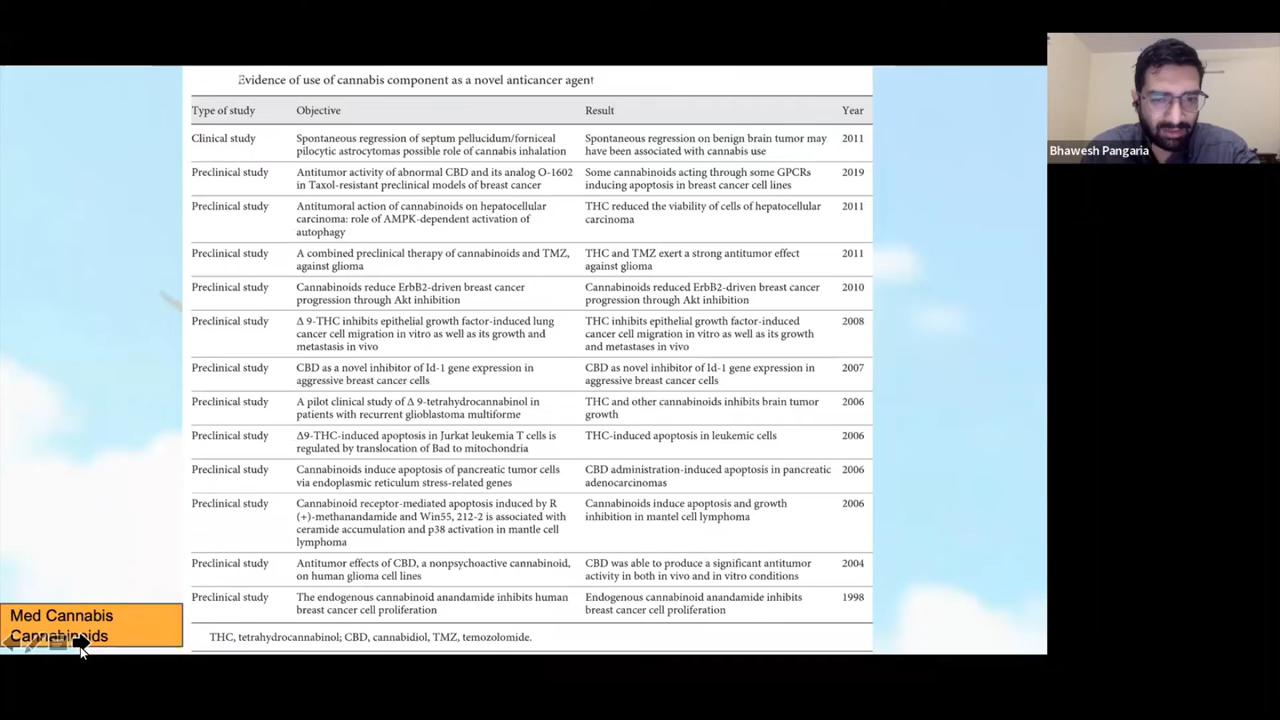 Evidence of use of cannabis component as a novel anticancer agent
Type of study Objective Result Year
Clinical study Spontaneous regression of septum pellucidum/forniceal Spontaneous regression on benign brain tumor may 2011
pilocytic astrocytomas possible role of cannabis inhalation have been associated with cannabis use
Preclinical study Antitumor activity of abnormal CBD and its analog O-1602 Some cannabinoids acting through some GPCRs 2019
in Taxol-resistant preclinical models of breast cancer inducing apoptosis in breast cancer cell lines
Preclinical study Antitumoral action of cannabinoids on hepatocellular THC reduced the viability of cells of hepatocellular 2011
carcinoma: role of AMPK-dependent activation of carcinoma
autophagy
Preclinical study A combined preclinical therapy of cannabinoids and TMZ, THC and TMZ exert a strong antitumor effect 2011
against glioma against glioma
Preclinical study Cannabinoids reduce ErbB2-driven breast cancer Cannabinoids reduced ErbB2-driven breast cancer 2010
progression through Akt inhibition progression through Akt inhibition
Preclinical study Δ 9-THC inhibits epithelial growth factor-induced lung THC inhibits epithelial growth factor-induced 2008
cancer cell migration in vitro as well as its growth and cancer cell migration in vitro as well as its growth
metastasis in vivo and metastases in vivo
Preclinical study CBD as a novel inhibitor of Id-1 gene expression in CBD as novel inhibitor of Id-1 gene expression in 2007
aggressive breast cancer cells aggressive breast cancer cells
Preclinical study A pilot clinical study of Δ 9-tetrahydrocannabinol in THC and other cannabinoids inhibits brain tumor 2006
patients with recurrent glioblastoma multiforme growth
Preclinical study Δ9-THC-induced apoptosis in Jurkat leukemia T cells is THC-induced apoptosis in leukemic cells 2006
regulated by translocation of Bad to mitochondria
Preclinical study Cannabinoids induce apoptosis of pancreatic tumor cells CBD administration-induced apoptosis in pancreatic 2006
via endoplasmic reticulum stress-related genes adenocarcinomas
Preclinical study Cannabinoid receptor-mediated apoptosis induced by R Cannabinoids induce apoptosis and growth 2006
(+)-methanandamide and Win55, 212-2 is associated with inhibition in mantel cell lymphoma
ceramide accumulation and p38 activation in mantle cell
lymphoma
Preclinical study Antitumor effects of CBD, a nonpsychoactive cannabinoid, CBD was able to produce a significant antitumor 2004
on human glioma cell lines activity in both in vivo and in vitro conditions
Preclinical study The endogenous cannabinoid anandamide inhibits human Endogenous cannabinoid anandamide inhibits 1998
breast cancer cell proliferation breast cancer cell proliferation
THC, tetrahydrocannabinol; CBD, cannabidiol, TMZ, temozolomide.
Med Cannabis
Cannabinoids
Bhawesh Pangaria